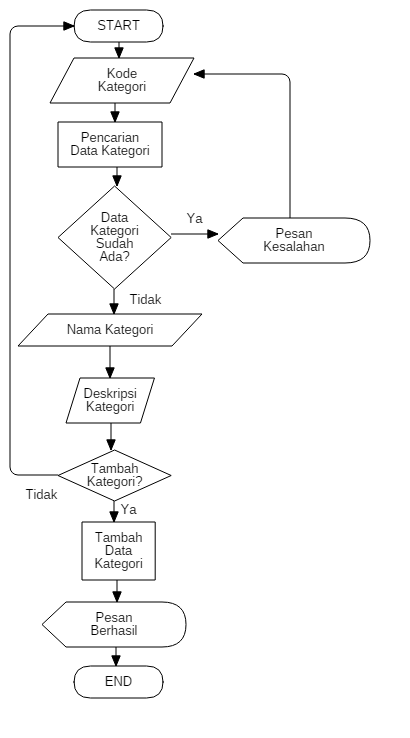 START
Kode
Kategori
Pencarian
Data Kategori
Data
Kategori
Sudah
Ada?
Ya
Pesan
Kesalahan
Tidak
Nama Kategori
Deskripsi
Kategori
Tambah
Kategori?
Tidak
Ya
Tambah
Data
Kategori
Pesan
Berhasil
END